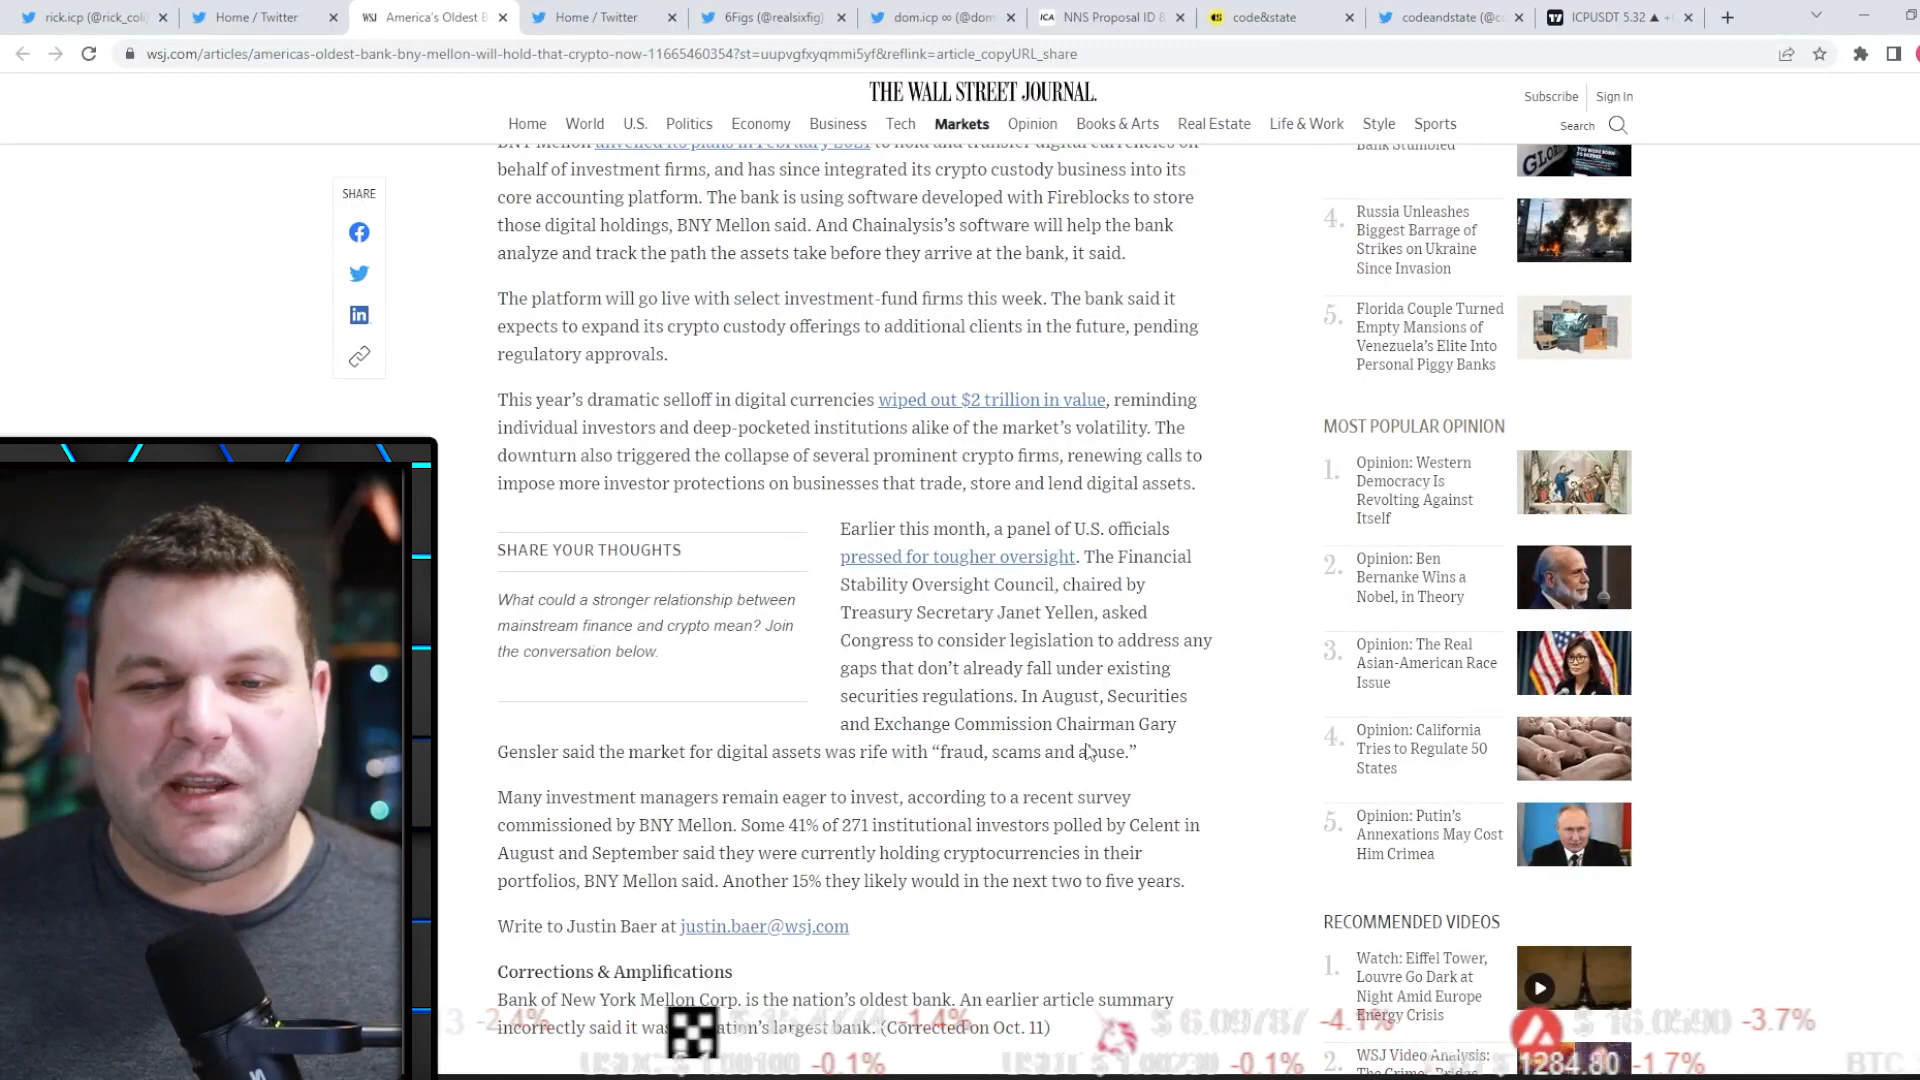 rick.icp (@rick_coli
Home / Twitter
WSJ America's Oldest B
Home / Twitter
6Figs (@realsixfig)
dom.icp ∞ (@dom
ICA NNS Proposal ID 8
code&state
codeandstate (@co
ICPUSDT 5.32 ▲ +
wsj.com/articles/americas-oldest-bank-bny-mellon-will-hold-that-crypto-now-11665460354?st=uupvgfxyqmmi5yf&reflink=article_copyURL_share
THE WALL STREET JOURNAL.
Subscribe Sign In
Home World U.S. Politics Economy Business Tech Markets Opinion Books & Arts Real Estate Life & Work Style Sports
Search
SHARE
BNY Mellon unveiled its plans in February 2021 to hold and transfer digital currencies on
behalf of investment firms, and has since integrated its crypto custody business into its
core accounting platform. The bank is using software developed with Fireblocks to store
those digital holdings, BNY Mellon said. And Chainalysis's software will help the bank
analyze and track the path the assets take before they arrive at the bank, it said.
The platform will go live with select investment-fund firms this week. The bank said it
expects to expand its crypto custody offerings to additional clients in the future, pending
regulatory approvals.
This year's dramatic selloff in digital currencies wiped out $2 trillion in value, reminding
individual investors and deep-pocketed institutions alike of the market's volatility. The
downturn also triggered the collapse of several prominent crypto firms, renewing calls to
impose more investor protections on businesses that trade, store and lend digital assets.
SHARE YOUR THOUGHTS
What could a stronger relationship between
mainstream finance and crypto mean? Join
the conversation below.
Earlier this month, a panel of U.S. officials
pressed for tougher oversight. The Financial
Stability Oversight Council, chaired by
Treasury Secretary Janet Yellen, asked
Congress to consider legislation to address any
gaps that don't already fall under existing
securities regulations. In August, Securities
and Exchange Commission Chairman Gary
Gensler said the market for digital assets was rife with “fraud, scams and abuse.”
Many investment managers remain eager to invest, according to a recent survey
commissioned by BNY Mellon. Some 41% of 271 institutional investors polled by Celent in
August and September said they were currently holding cryptocurrencies in their
portfolios, BNY Mellon said. Another 15% they likely would in the next two to five years.
Write to Justin Baer at justin.baer@wsj.com
Corrections & Amplifications
Bank of New York Mellon Corp. is the nation's oldest bank. An earlier article summary
incorrectly said it was nation's largest bank. (Corrected on Oct. 11)
Bank Stumbled
4. Russia Unleashes
Biggest Barrage of
Strikes on Ukraine
Since Invasion
5. Florida Couple Turned
Empty Mansions of
Venezuela's Elite Into
Personal Piggy Banks
MOST POPULAR OPINION
1. Opinion: Western
Democracy Is
Revolting Against
Itself
2. Opinion: Ben
Bernanke Wins a
Nobel, in Theory
3. Opinion: The Real
Asian-American Race
Issue
4. Opinion: California
Tries to Regulate 50
States
5. Opinion: Putin's
Annexations May Cost
Him Crimea
RECOMMENDED VIDEOS
1. Watch: Eiffel Tower,
Louvre Go Dark at
Night Amid Europe
Energy Crisis
2. WSJ Video Analysis:
-2.4% -1.4% $ 6.09787 -4.1% $ 16.0590 -3.7%
-0.1% -0.1% $ 1284.80 -1.7% BTC